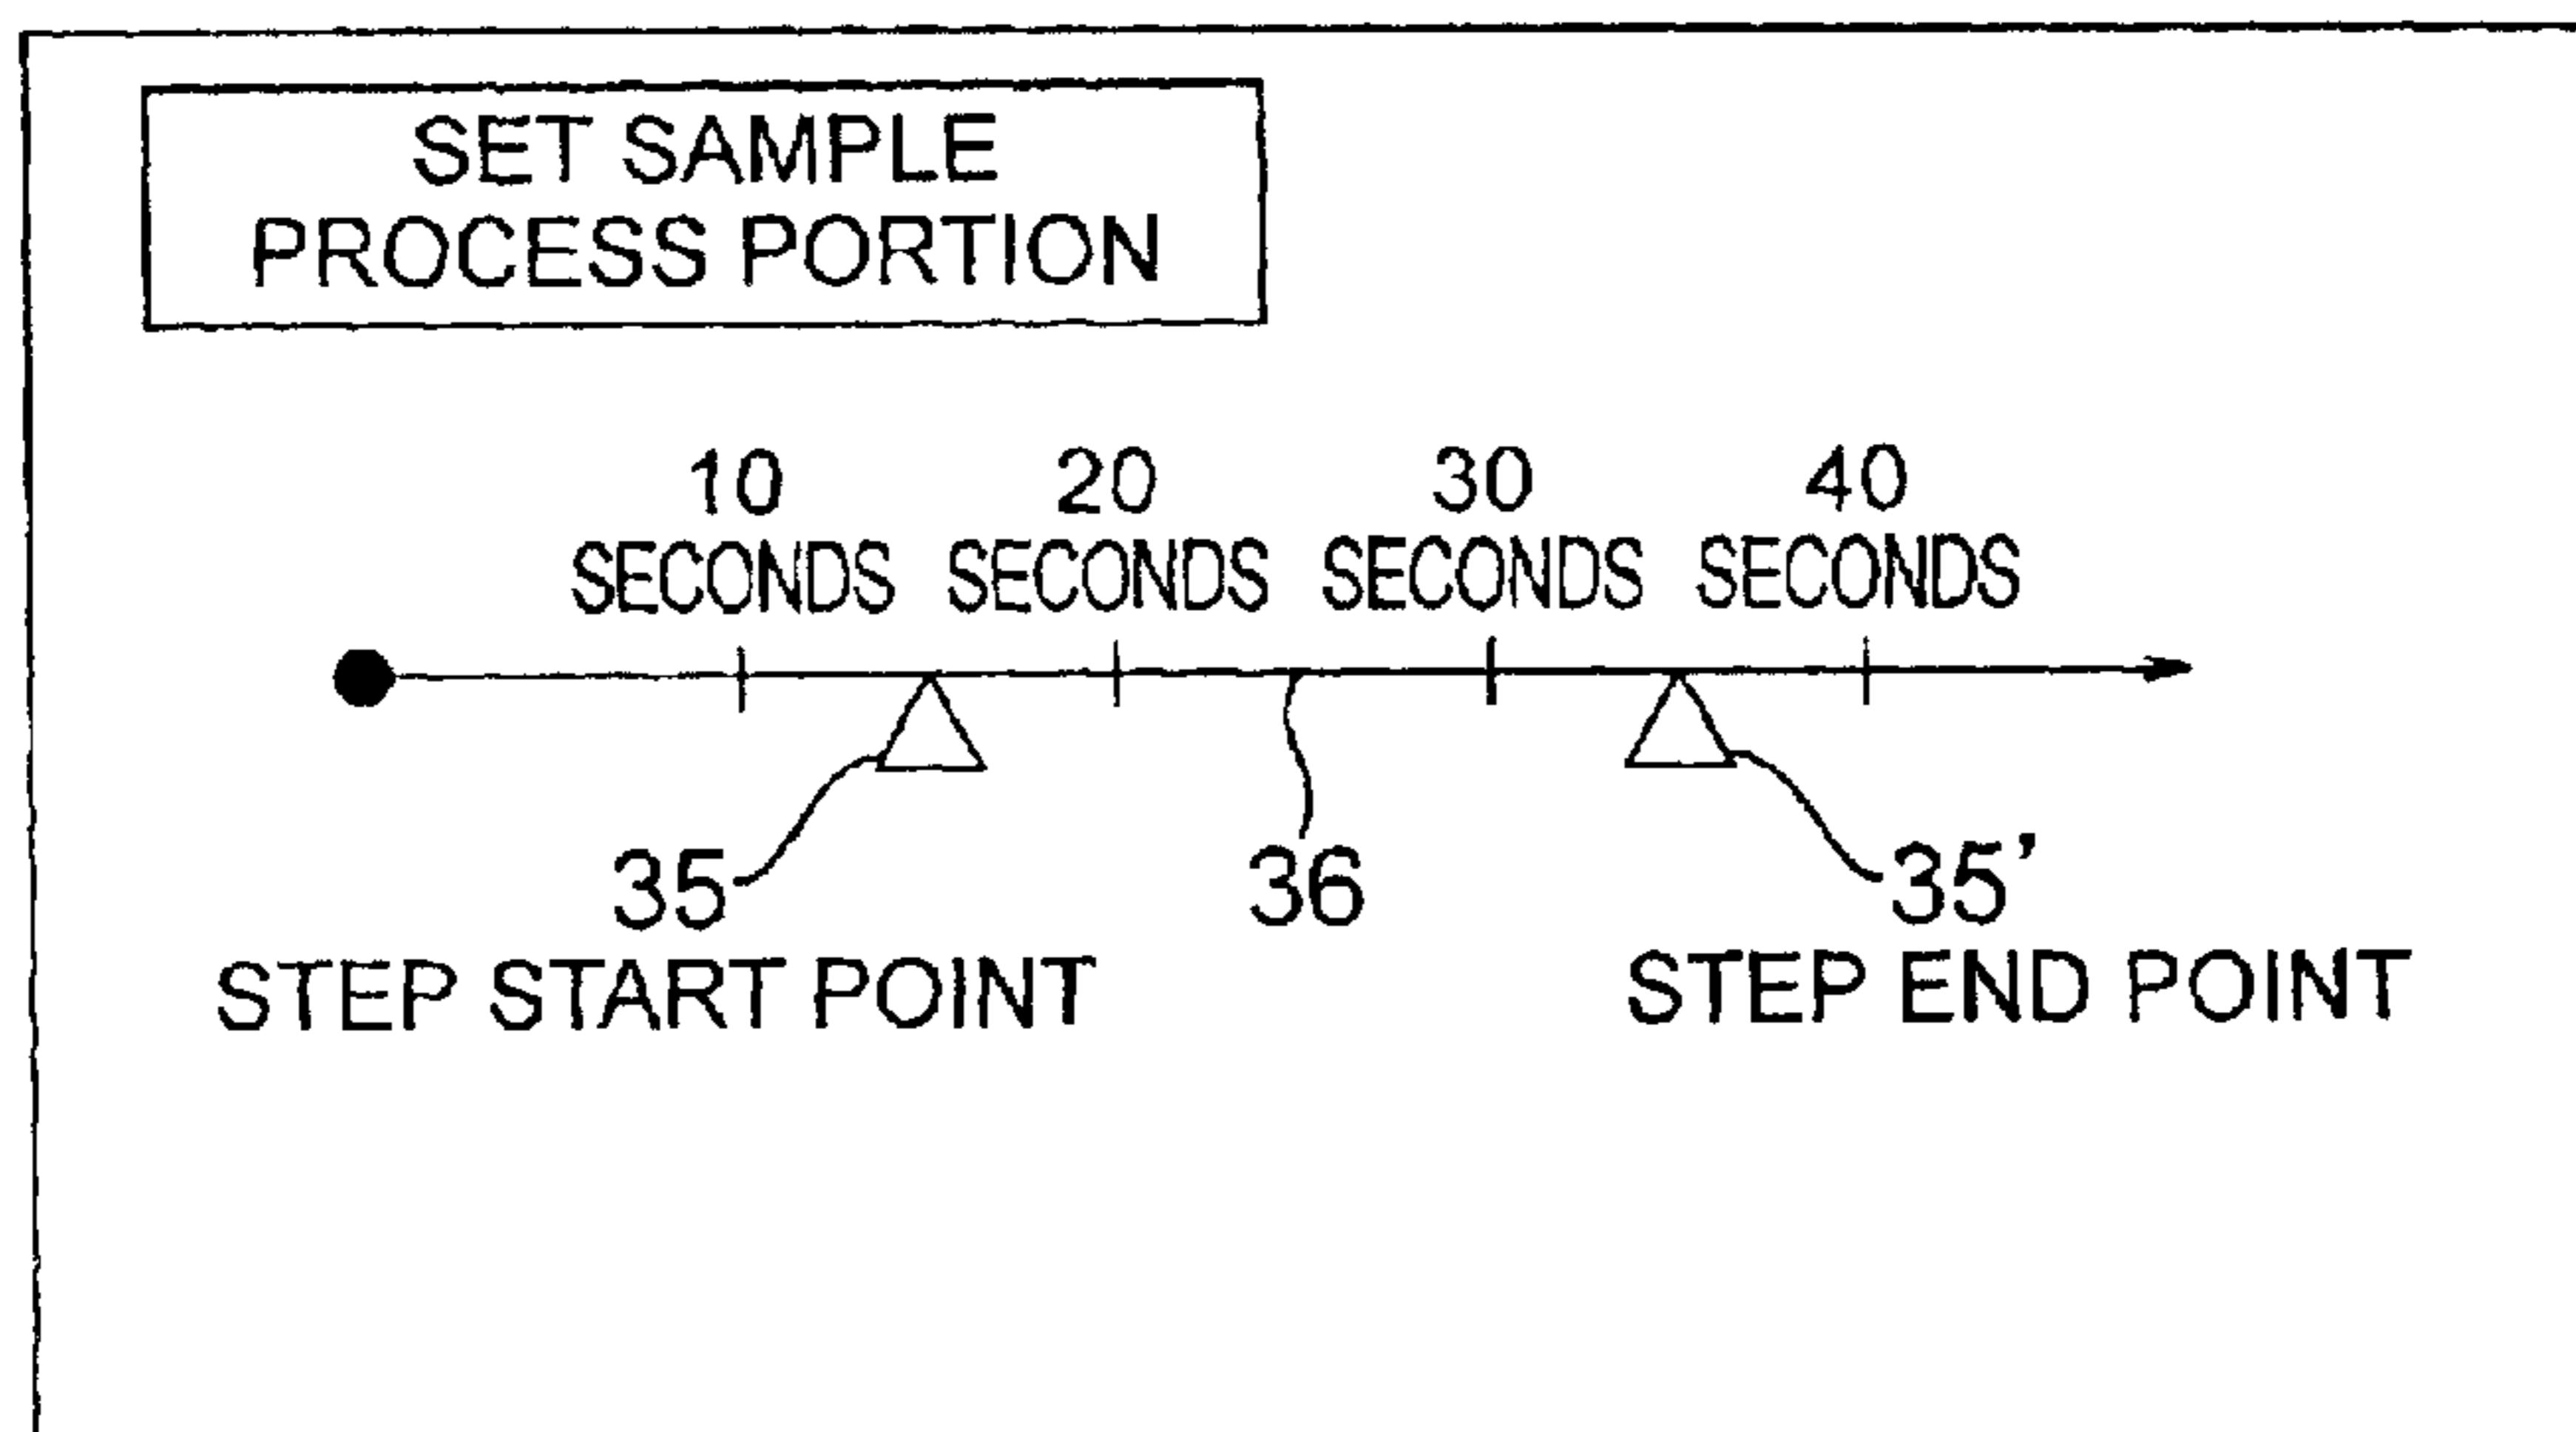 SET SAMPLE
PROCESS PORTION
10 20 30 40
SECONDS SECONDS SECONDS SECONDS
35 36 35'
STEP START POINT STEP END POINT